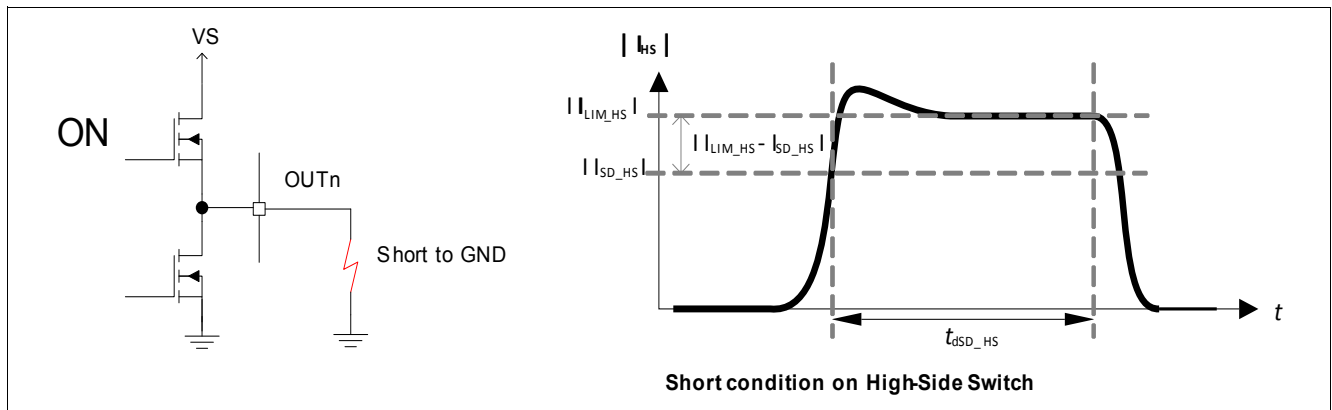 VS
ON
OUTn
Short to GND
| IHS |
| ILIM_HS |
| ILIM_HS - ISD_HS |
| ISD_HS |
tdSD_HS
t
Short condition on High-Side Switch